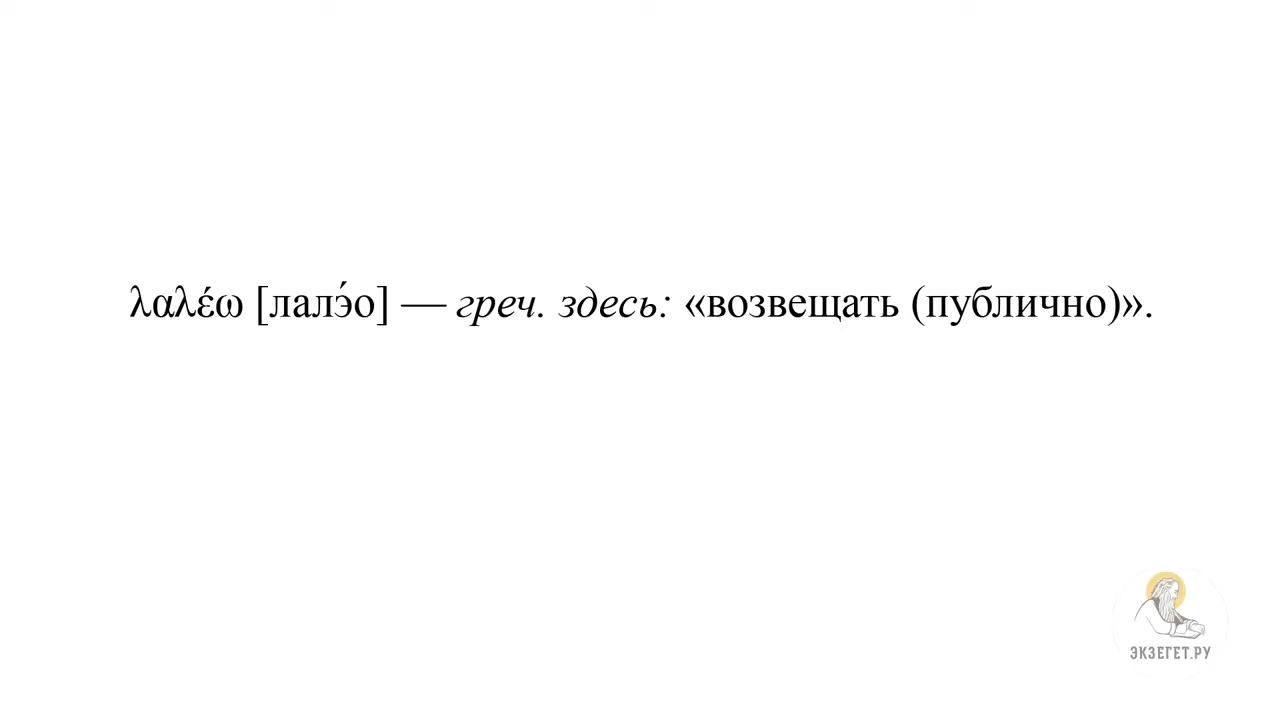 λαλέω [лалэ́о] — греч. здесь: «возвещать (публично)».
ЭКЗЕГЕТ.РУ